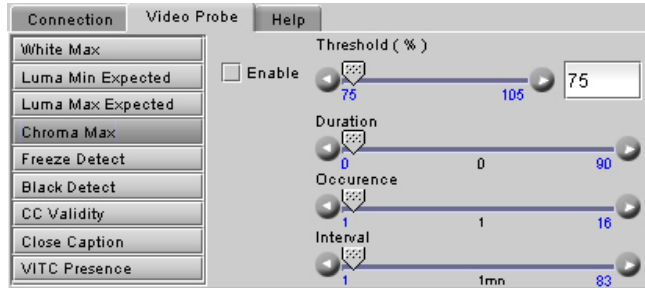 Connection Video Probe Help
White Max
Luma Min Expected
Luma Max Expected
Chroma Max
Freeze Detect
Black Detect
CC Validity
Close Caption
VITC Presence
Enable
Threshold ( % )
75 105
75
Duration
0 0 90
Occurence
1 1 16
Interval
1 1mn 83